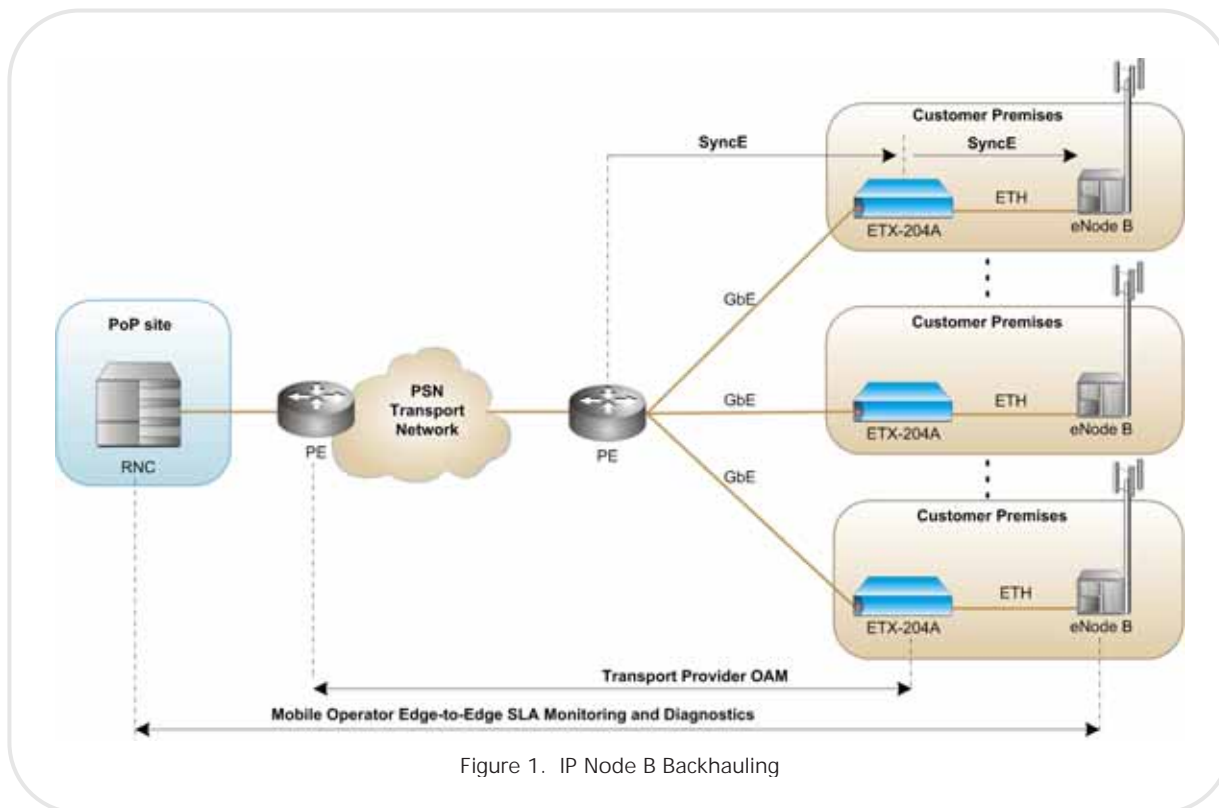 Customer Premises
SyncE
SyncE
ETH
ETX-204A
eNode B
GbE
PoP site
RNC
PE
PSN
Transport
Network
PE
GbE
Customer Premises
ETH
ETX-204A
eNode B
GbE
Customer Premises
ETH
ETX-204A
eNode B
Transport Provider OAM
Mobile Operator Edge-to-Edge SLA Monitoring and Diagnostics
Figure 1. IP Node B Backhauling